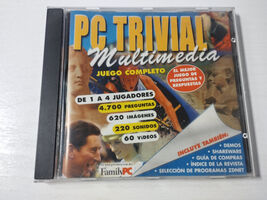 PC TRIVIAL
Multimedia
JUEGO COMPLETO
EL MEJOR
JUEGO DE
PREGUNTAS Y
RESPUESTAS
DE 1 A 4 JUGADORES
4.700 PREGUNTAS
620 IMÁGENES
220 SONIDOS
60 VíDEOS
INCLUYE TAMBIÉN:
• DEMOS
• SHAREWARE
• GUÍA DE COMPRAS
• ÍNDICE DE LA REVISTA
• SELECCIÓN DE PROGRAMAS ZDNET
FamilyPC